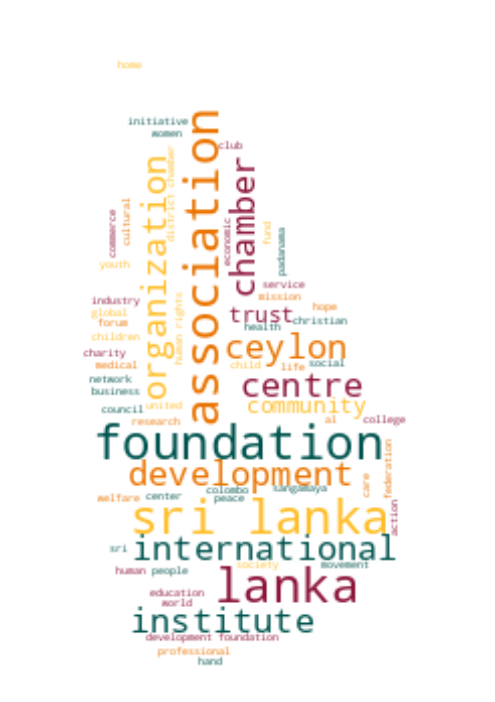 home
initiative
women
club
association
organization
district chamber
chamber
economic
fund
padanama
commerce
cultural
youth
service
mission
industry
global
forum
human rights
hope
trust
christian
health
children
ceylon
charity
medical
child
life
social
network
business
centre
council
united
community
research
al
college
foundation
development
federation
care
colombo
sangamaya
welfare
center
peace
action
sri lanka
international
sri
society
movement
human
people
lanka
education
world
institute
development foundation
professional
hand